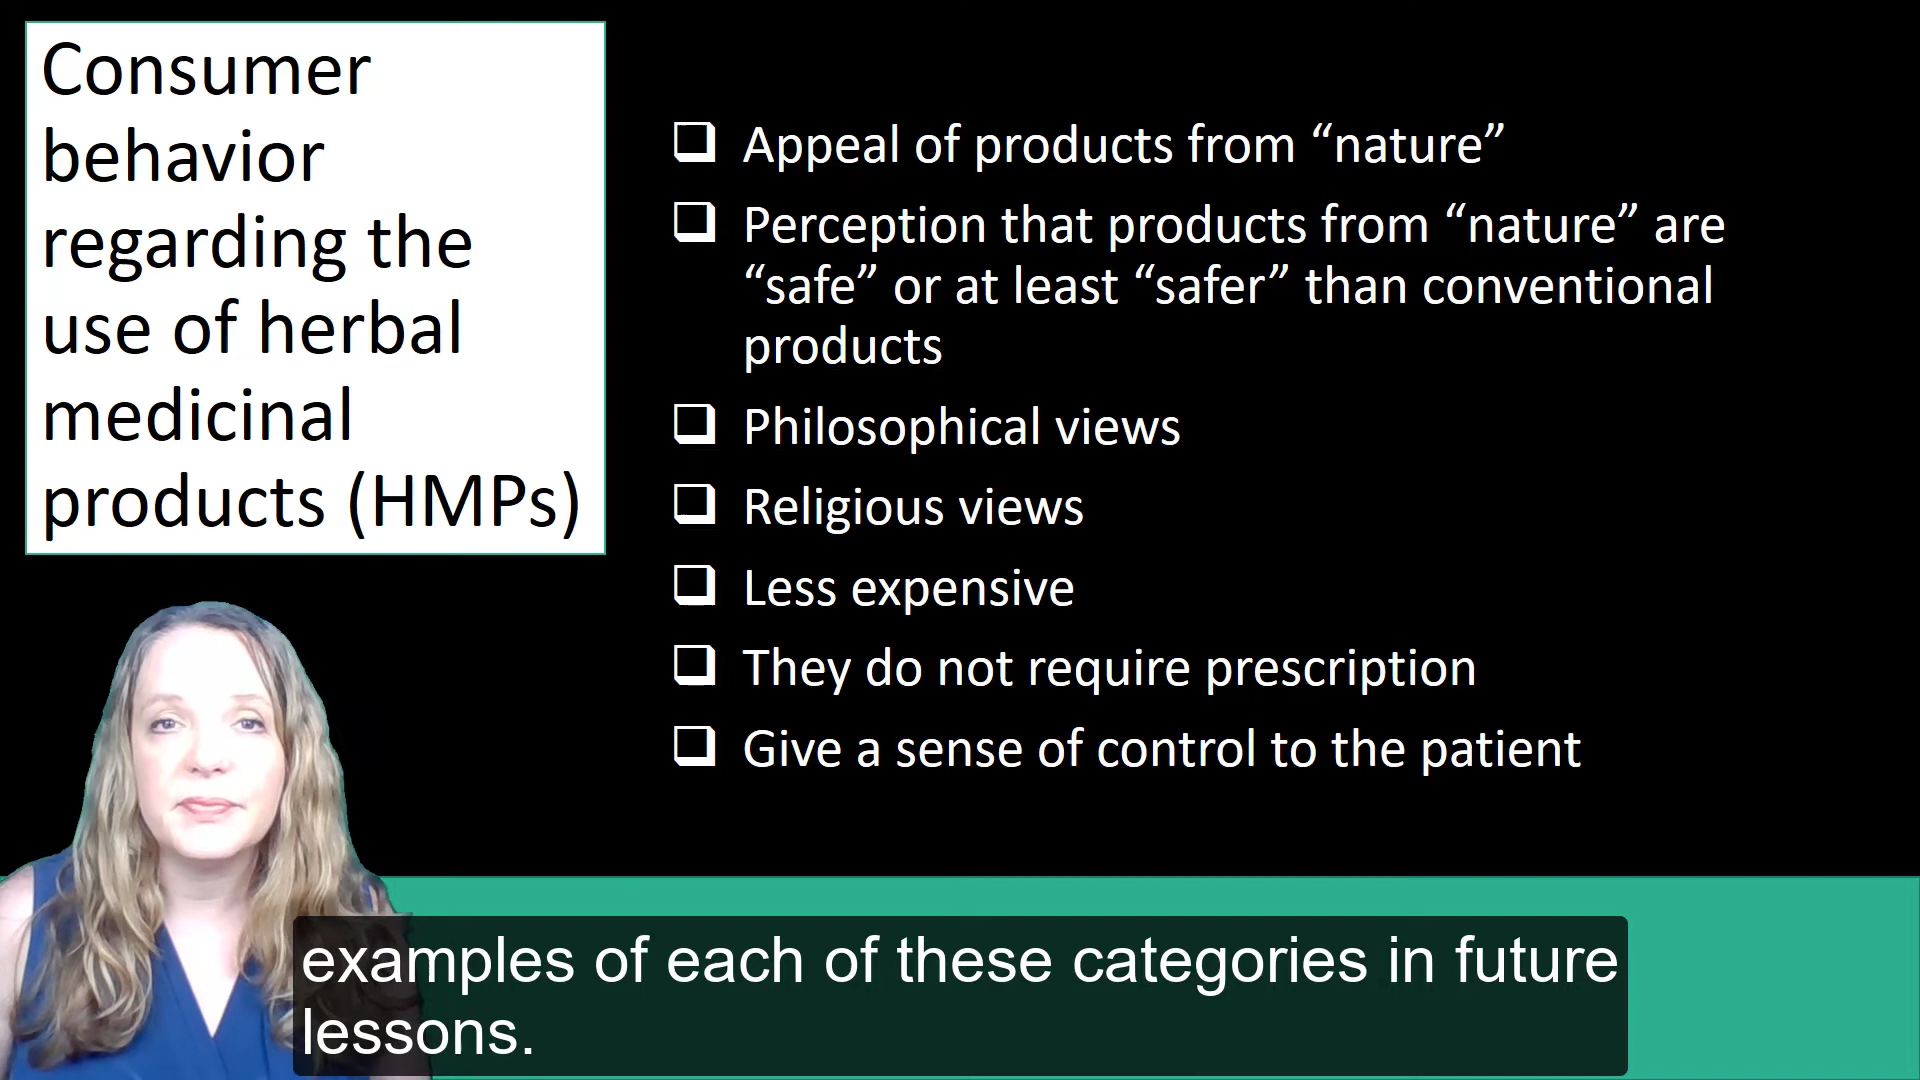 Consumer
behavior
regarding the
use of herbal
medicinal
products (HMPs)
❑ Appeal of products from “nature”
❑ Perception that products from “nature” are
“safe” or at least “safer” than conventional
products
❑ Philosophical views
❑ Religious views
❑ Less expensive
❑ They do not require prescription
❑ Give a sense of control to the patient
examples of each of these categories in future
lessons.